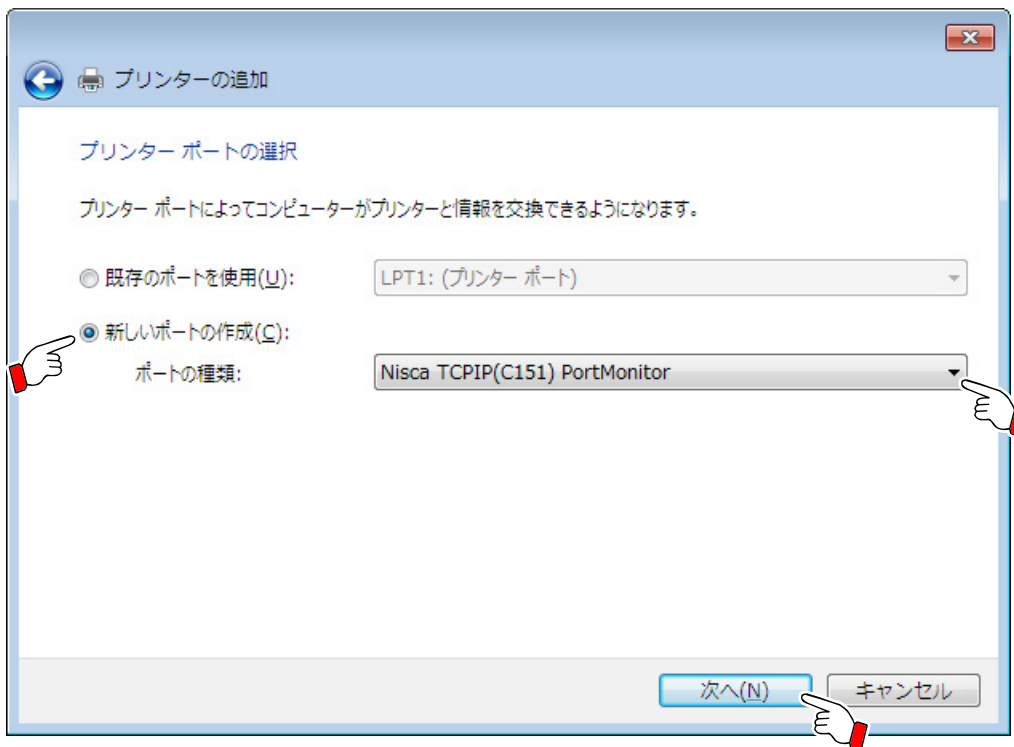 プリンターの追加
プリンター ポートの選択
プリンター ポートによってコンピューターがプリンターと情報を交換できるようになります。
既存のポートを使用(U):
LPT1: (プリンター ポート)
新しいポートの作成(C):
ポートの種類:
Nisca TCPIP(C151) PortMonitor
次へ(N)
キャンセル